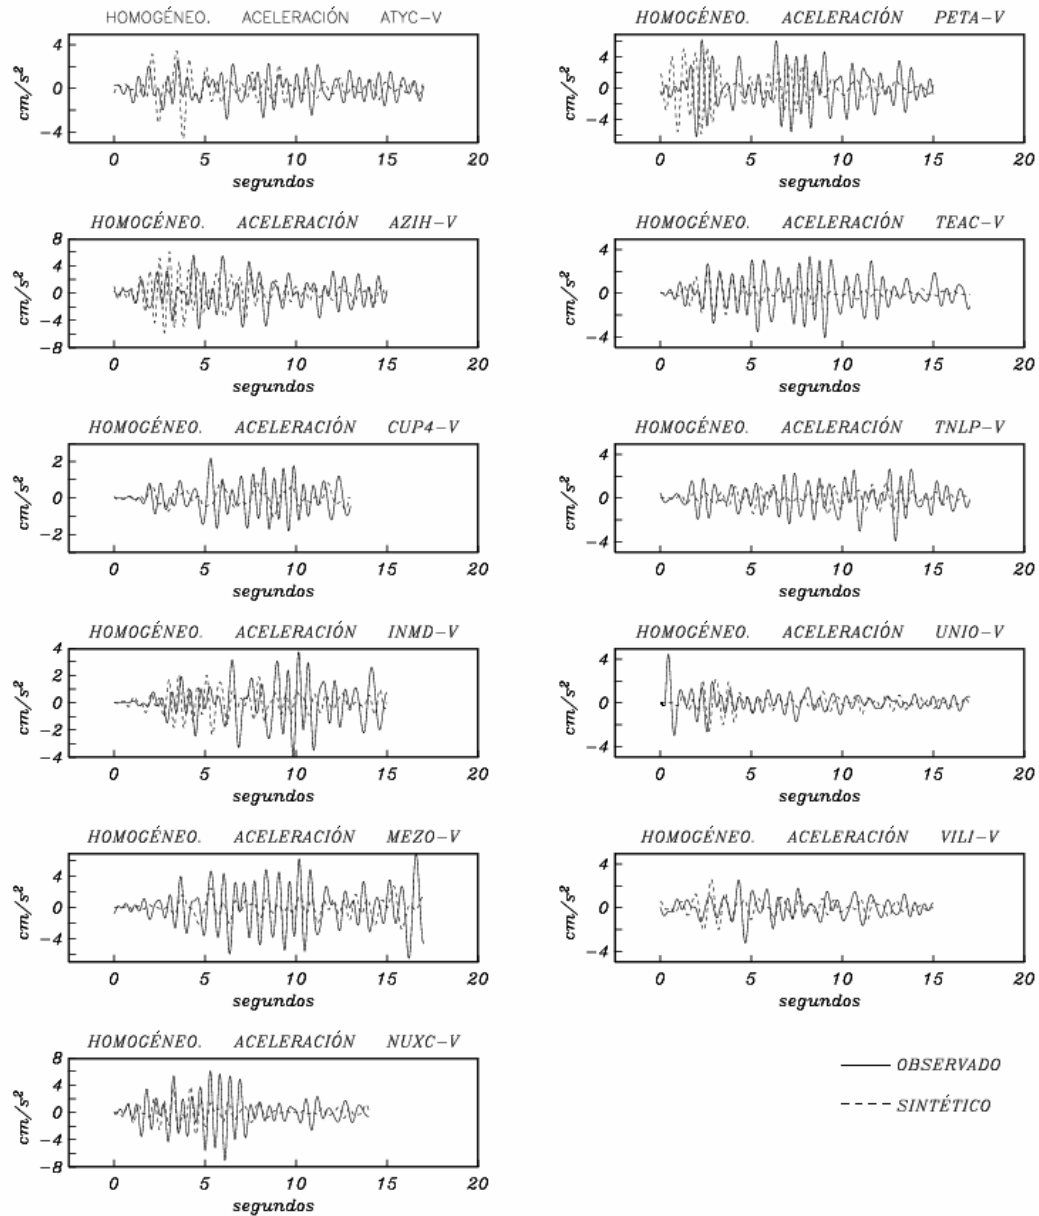 HOMOGÉNEO. ACELERACIÓN ATYC-V
cm/s²
4
0
-4
0 5 10 15 20
segundos
HOMOGÉNEO. ACELERACIÓN PETA-V
cm/s²
4
0
-4
0 5 10 15 20
segundos
HOMOGÉNEO. ACELERACIÓN AZIH-V
cm/s²
8
4
0
-4
-8
0 5 10 15 20
segundos
HOMOGÉNEO. ACELERACIÓN TEAC-V
cm/s²
4
0
-4
0 5 10 15 20
segundos
HOMOGÉNEO. ACELERACIÓN CUP4-V
cm/s²
2
0
-2
0 5 10 15 20
segundos
HOMOGÉNEO. ACELERACIÓN TNLP-V
cm/s²
4
0
-4
0 5 10 15 20
segundos
HOMOGÉNEO. ACELERACIÓN INMD-V
cm/s²
4
2
0
-2
-4
0 5 10 15 20
segundos
HOMOGÉNEO. ACELERACIÓN UNIO-V
cm/s²
4
0
-4
0 5 10 15 20
segundos
HOMOGÉNEO. ACELERACIÓN MEZO-V
cm/s²
4
0
-4
0 5 10 15 20
segundos
HOMOGÉNEO. ACELERACIÓN VILI-V
cm/s²
4
0
-4
0 5 10 15 20
segundos
HOMOGÉNEO. ACELERACIÓN NUXC-V
cm/s²
8
4
0
-4
-8
0 5 10 15 20
segundos
OBSERVADO
SINTÉTICO